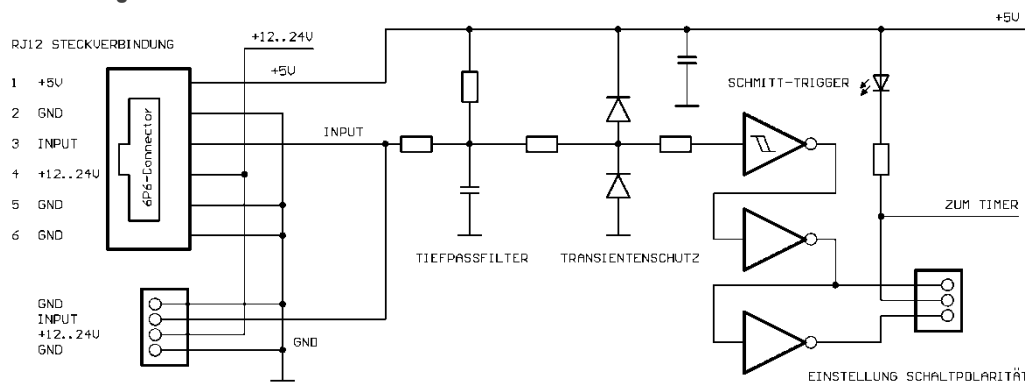 +5V
+12..24V
RJ12 STECKVERBINDUNG
+5V
1 +5V
2 GND
3 INPUT
4 +12..24V
5 GND
6 GND
6P6-Connector
INPUT
SCHMITT-TRIGGER
ZUM TIMER
TIEFPASSFILTER
TRANSIENTENSCHUTZ
GND
INPUT
+12..24V
GND
GND
EINSTELLUNG SCHALTPOLARITÄT